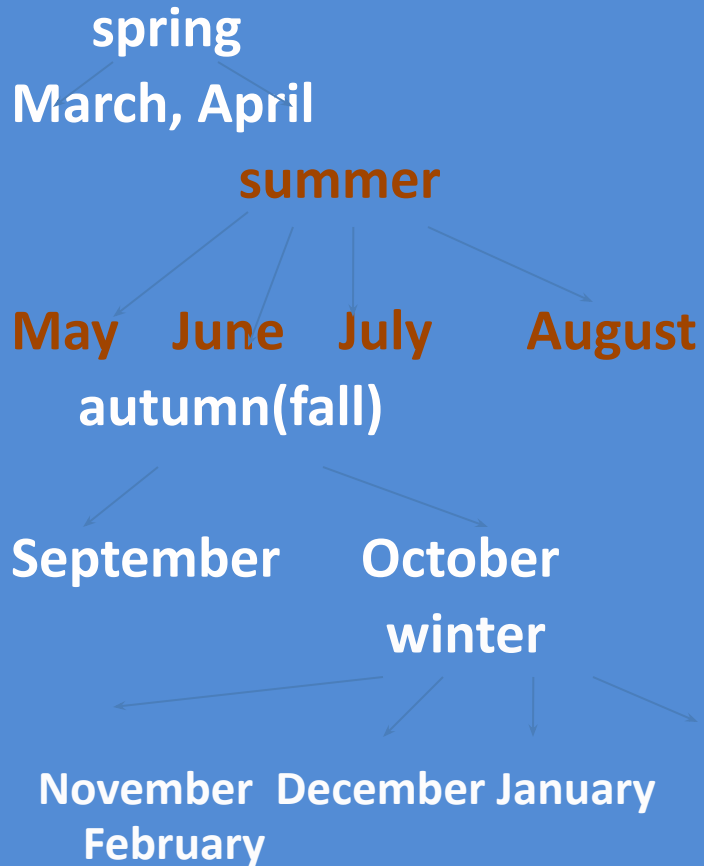 spring
March, April
summer
May June July August
autumn(fall)
September October
winter
November December January
February